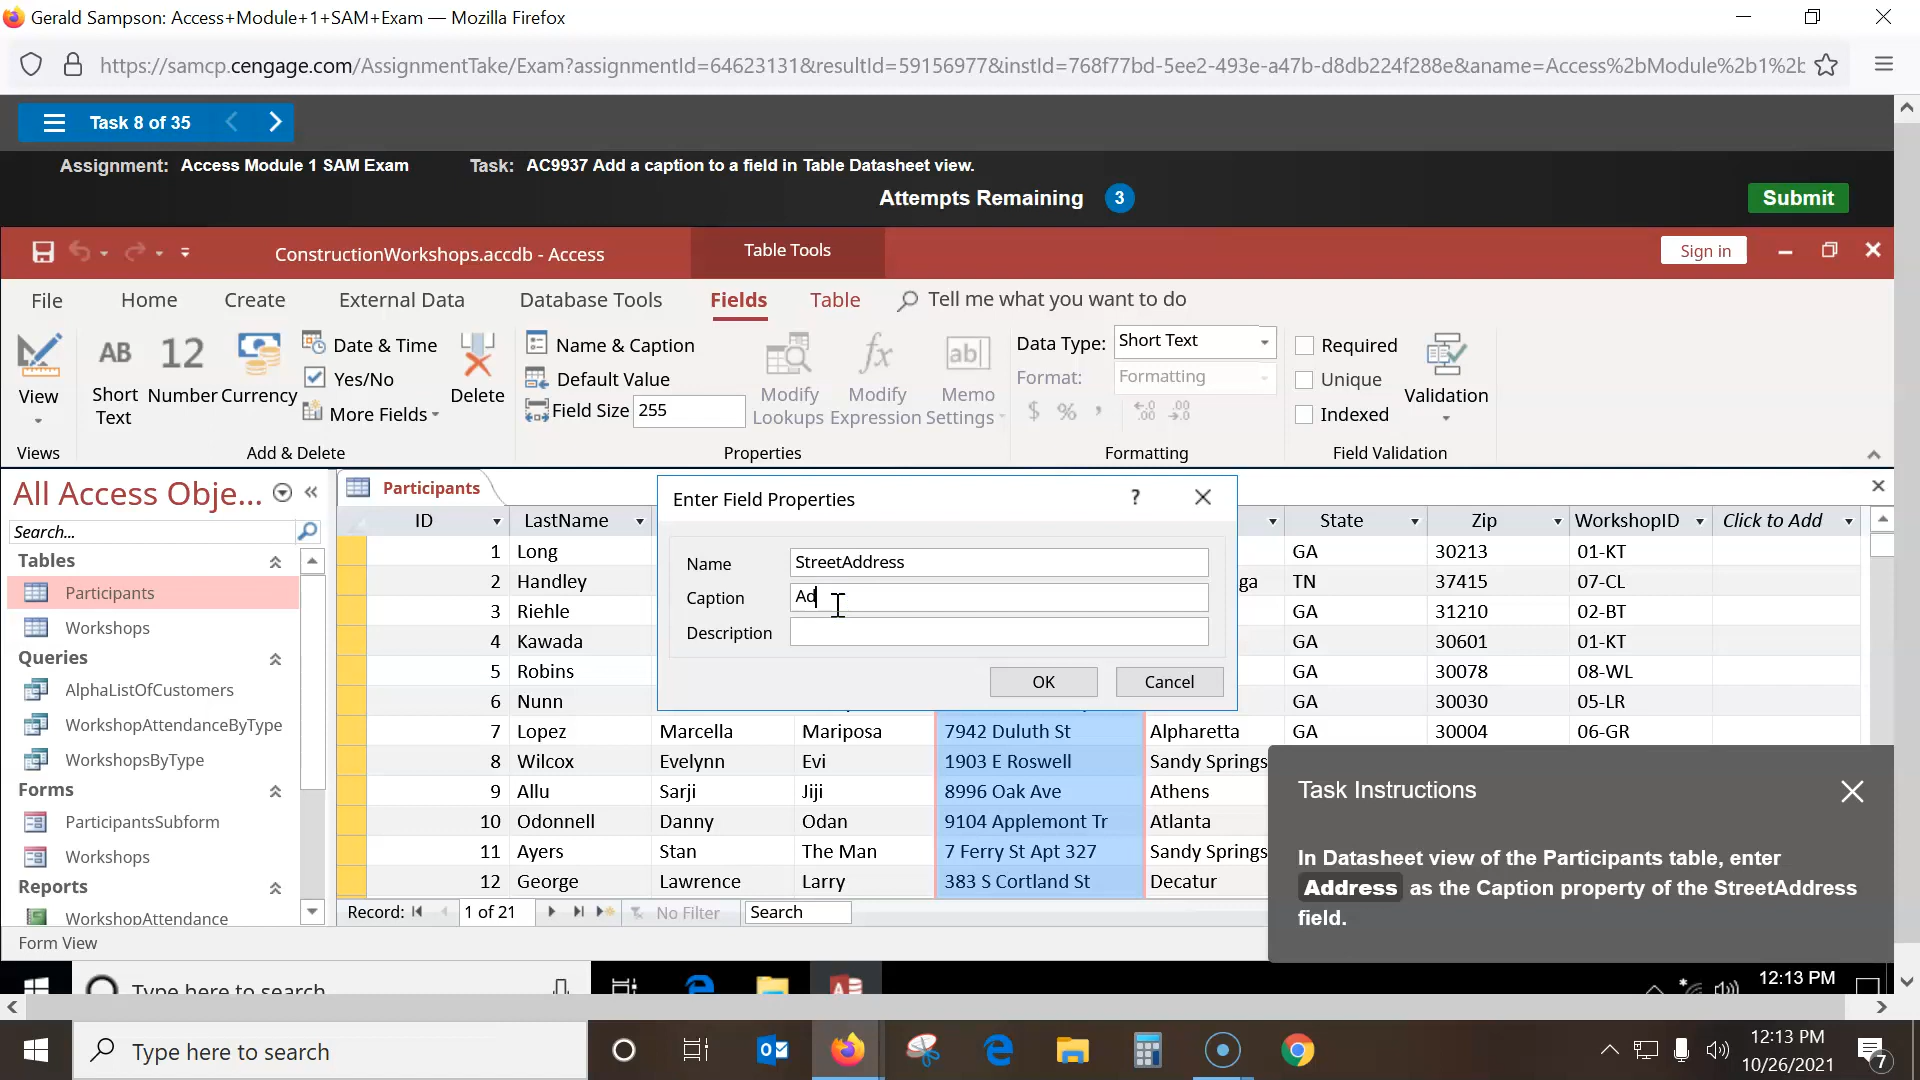 Gerald Sampson: Access+Module+1+SAM+Exam — Mozilla Firefox
https://samcp.cengage.com/AssignmentTake/Exam?assignmentId=64623131&resultId=59156977&instId=768f77bd-5ee2-493e-a47b-d8db224f288e&aname=Access%2bModule%2b1%2b
Task 8 of 35
Assignment: Access Module 1 SAM Exam Task: AC9937 Add a caption to a field in Table Datasheet view.
Attempts Remaining 3 Submit
ConstructionWorkshops.accdb - Access Table Tools Sign in
File Home Create External Data Database Tools Fields Table Tell me what you want to do
View
Views
AB Short Text
12 Number
Currency
Date & Time
Yes/No
More Fields
Delete
Add & Delete
Name & Caption
Default Value
Field Size 255
Modify Lookups
fx Modify Expression
ab Memo Settings
Properties
Data Type: Short Text
Format: Formatting
$ % ,
Formatting
Required
Unique
Indexed
Validation
Field Validation
All Access Obje...
Search...
Tables
Participants
Workshops
Queries
AlphaListOfCustomers
WorkshopAttendanceByType
WorkshopsByType
Forms
ParticipantsSubform
Workshops
Reports
WorkshopAttendance
Participants
ID LastName State Zip WorkshopID Click to Add
1 Long GA 30213 01-KT
2 Handley ga TN 37415 07-CL
3 Riehle GA 31210 02-BT
4 Kawada GA 30601 01-KT
5 Robins GA 30078 08-WL
6 Nunn GA 30030 05-LR
7 Lopez Marcella Mariposa 7942 Duluth St Alpharetta GA 30004 06-GR
8 Wilcox Evelynn Evi 1903 E Roswell Sandy Springs
9 Allu Sarji Jiji 8996 Oak Ave Athens
10 Odonnell Danny Odan 9104 Applemont Tr Atlanta
11 Ayers Stan The Man 7 Ferry St Apt 327 Sandy Springs
12 George Lawrence Larry 383 S Cortland St Decatur
Record: 1 of 21 No Filter Search
Enter Field Properties ?
Name StreetAddress
Caption Ad
Description
OK Cancel
Task Instructions
In Datasheet view of the Participants table, enter
Address as the Caption property of the StreetAddress
field.
Form View
Type here to search 12:13 PM
Type here to search
12:13 PM
10/26/2021
7